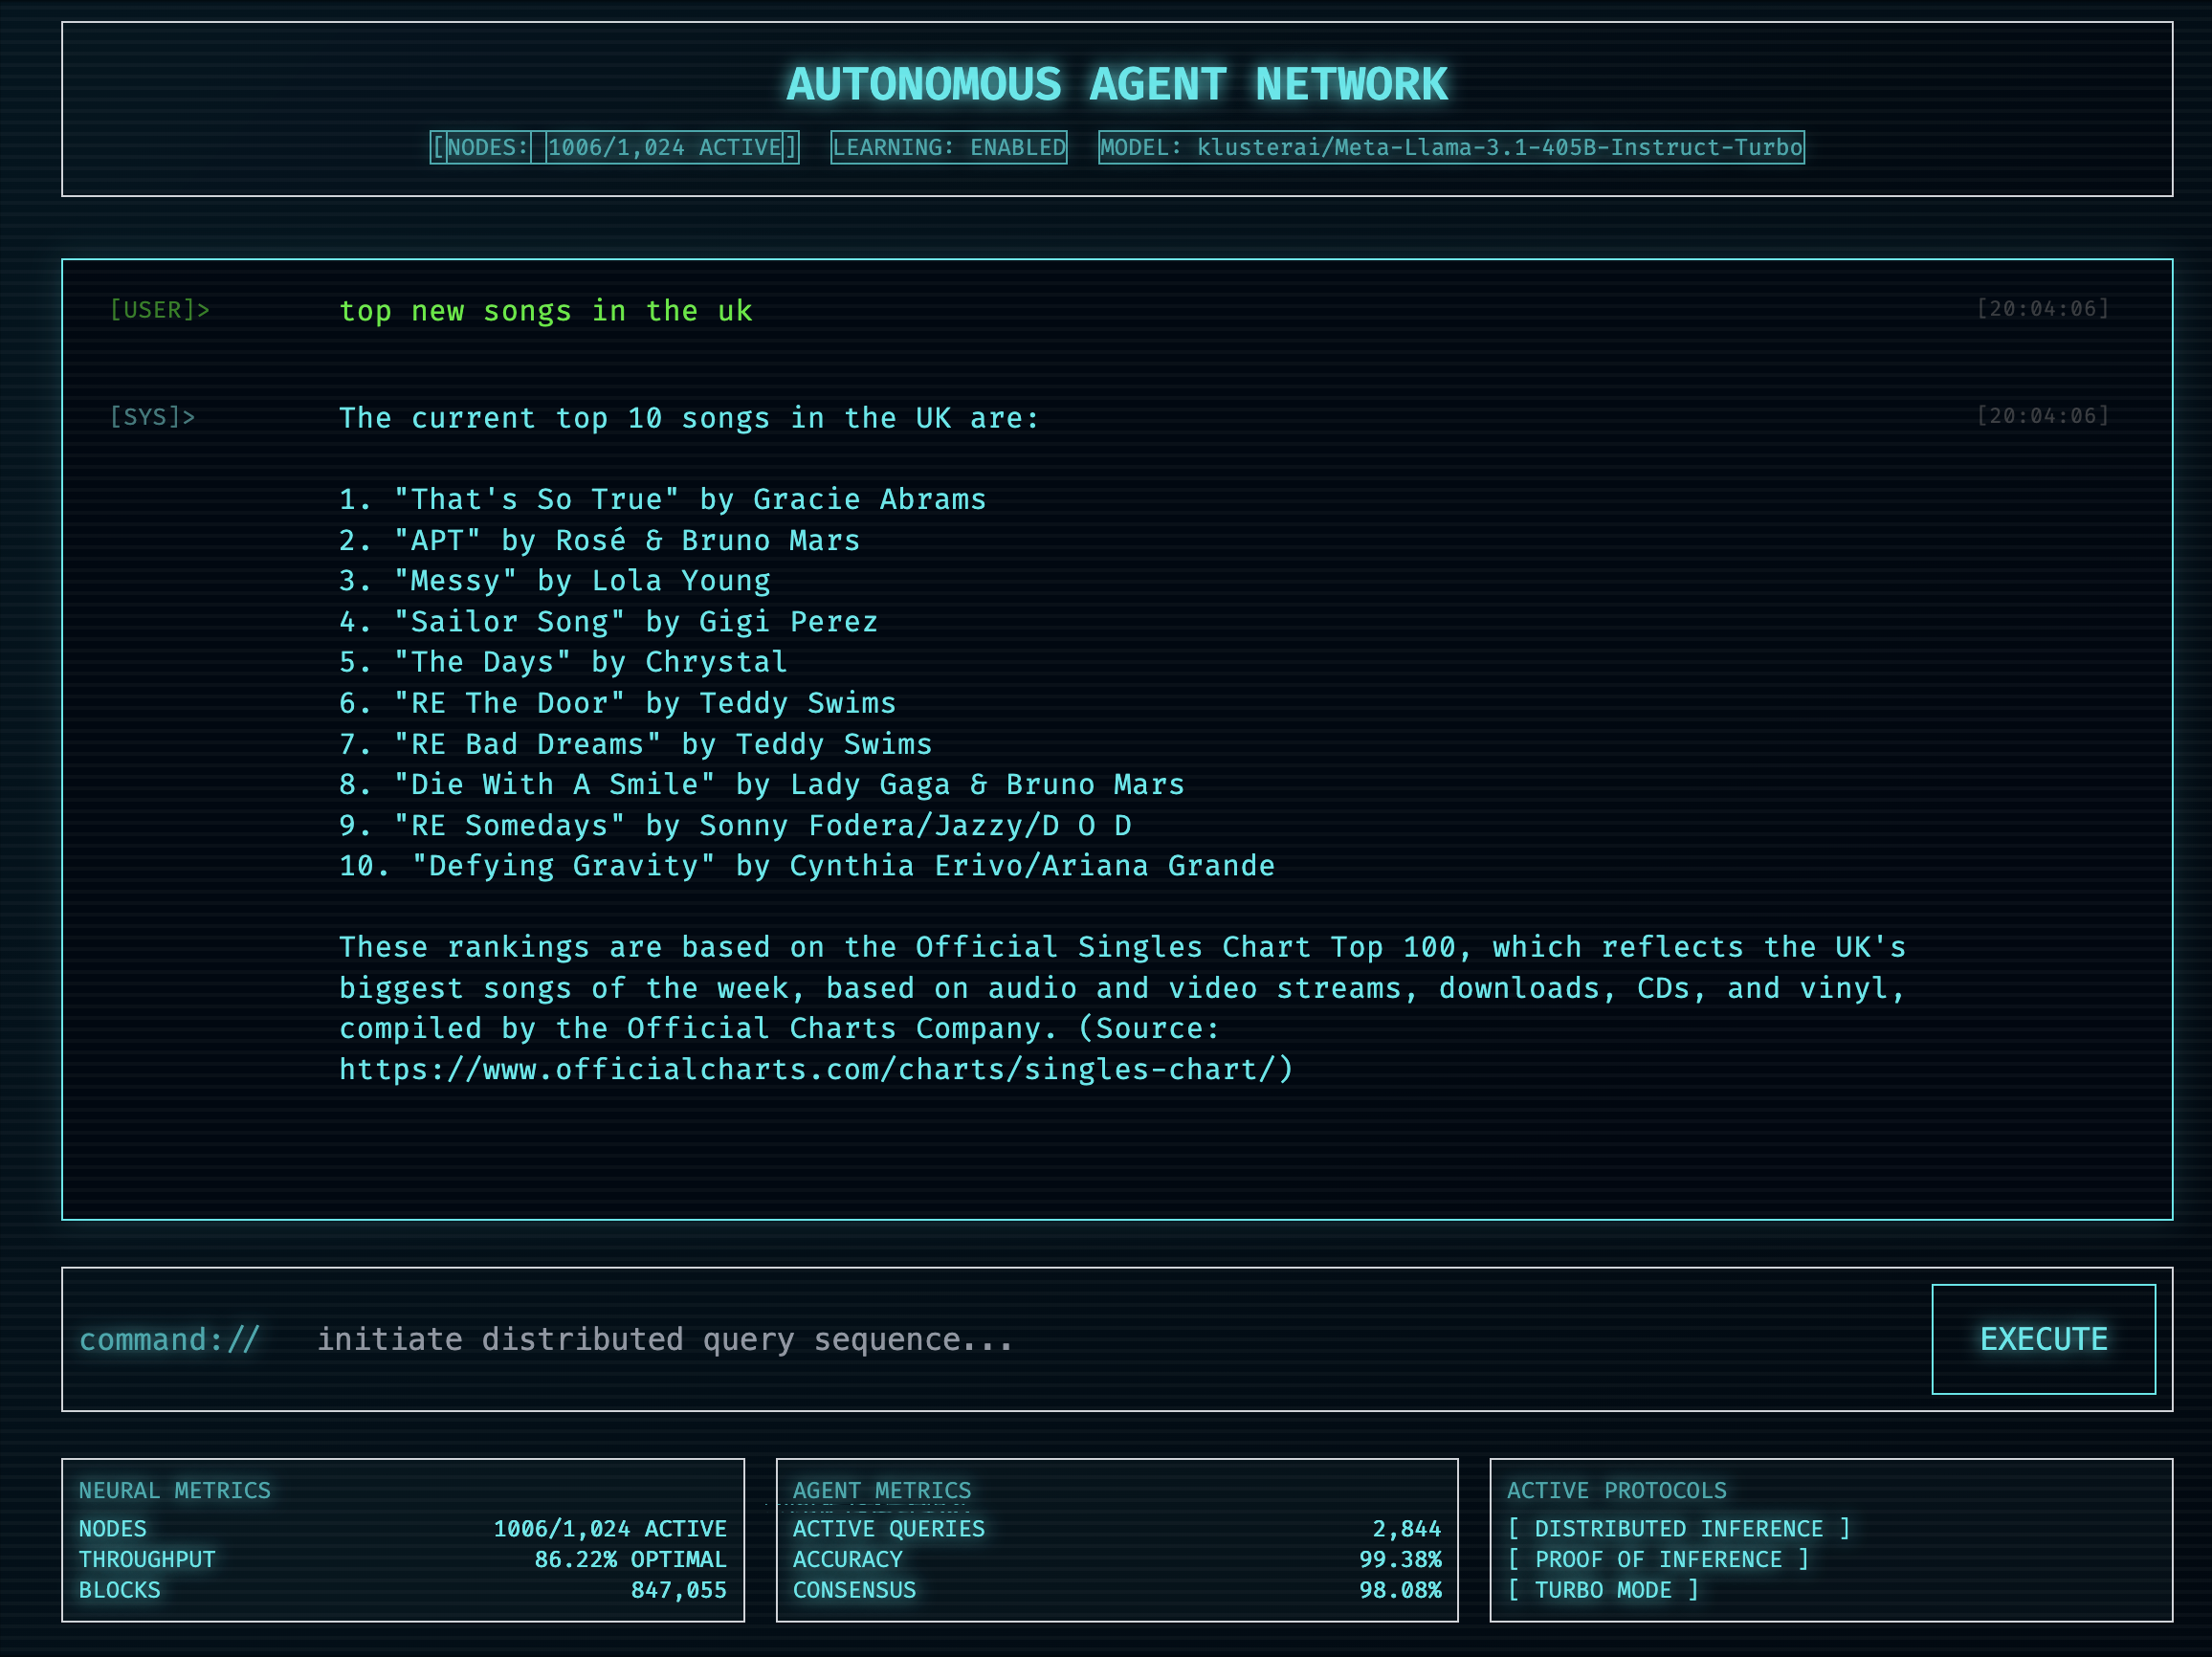 AUTONOMOUS AGENT NETWORK
[NODES: 1006/1,024 ACTIVE] LEARNING: ENABLED MODEL: klusterai/Meta-Llama-3.1-405B-Instruct-Turbo
[USER]> top new songs in the uk [20:04:06]
[SYS]> The current top 10 songs in the UK are: [20:04:06]
1. "That's So True" by Gracie Abrams
2. "APT" by Rosé & Bruno Mars
3. "Messy" by Lola Young
4. "Sailor Song" by Gigi Perez
5. "The Days" by Chrystal
6. "RE The Door" by Teddy Swims
7. "RE Bad Dreams" by Teddy Swims
8. "Die With A Smile" by Lady Gaga & Bruno Mars
9. "RE Somedays" by Sonny Fodera/Jazzy/D O D
10. "Defying Gravity" by Cynthia Erivo/Ariana Grande
These rankings are based on the Official Singles Chart Top 100, which reflects the UK's
biggest songs of the week, based on audio and video streams, downloads, CDs, and vinyl,
compiled by the Official Charts Company. (Source:
https://www.officialcharts.com/charts/singles-chart/)
command:// initiate distributed query sequence... EXECUTE
NEURAL METRICS
NODES 1006/1,024 ACTIVE
THROUGHPUT 86.22% OPTIMAL
BLOCKS 847,055
AGENT METRICS
ACTIVE QUERIES 2,844
ACCURACY 99.38%
CONSENSUS 98.08%
ACTIVE PROTOCOLS
[ DISTRIBUTED INFERENCE ]
[ PROOF OF INFERENCE ]
[ TURBO MODE ]